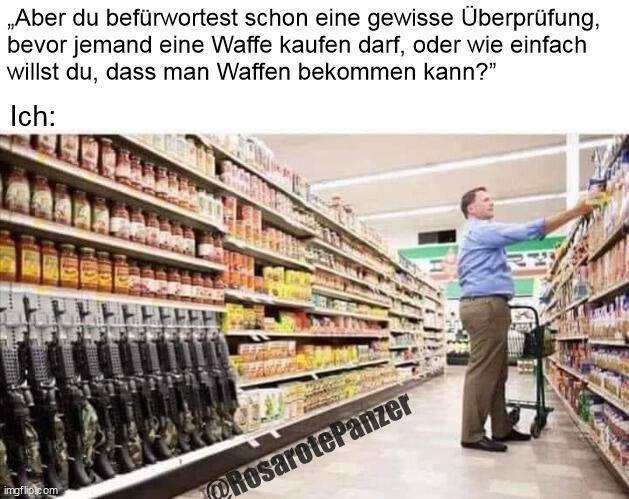 „Aber du befürwortest schon eine gewisse Überprüfung,
bevor jemand eine Waffe kaufen darf, oder wie einfach
willst du, dass man Waffen bekommen kann?”
Ich:
@RosarotePanzer
imgflip.com